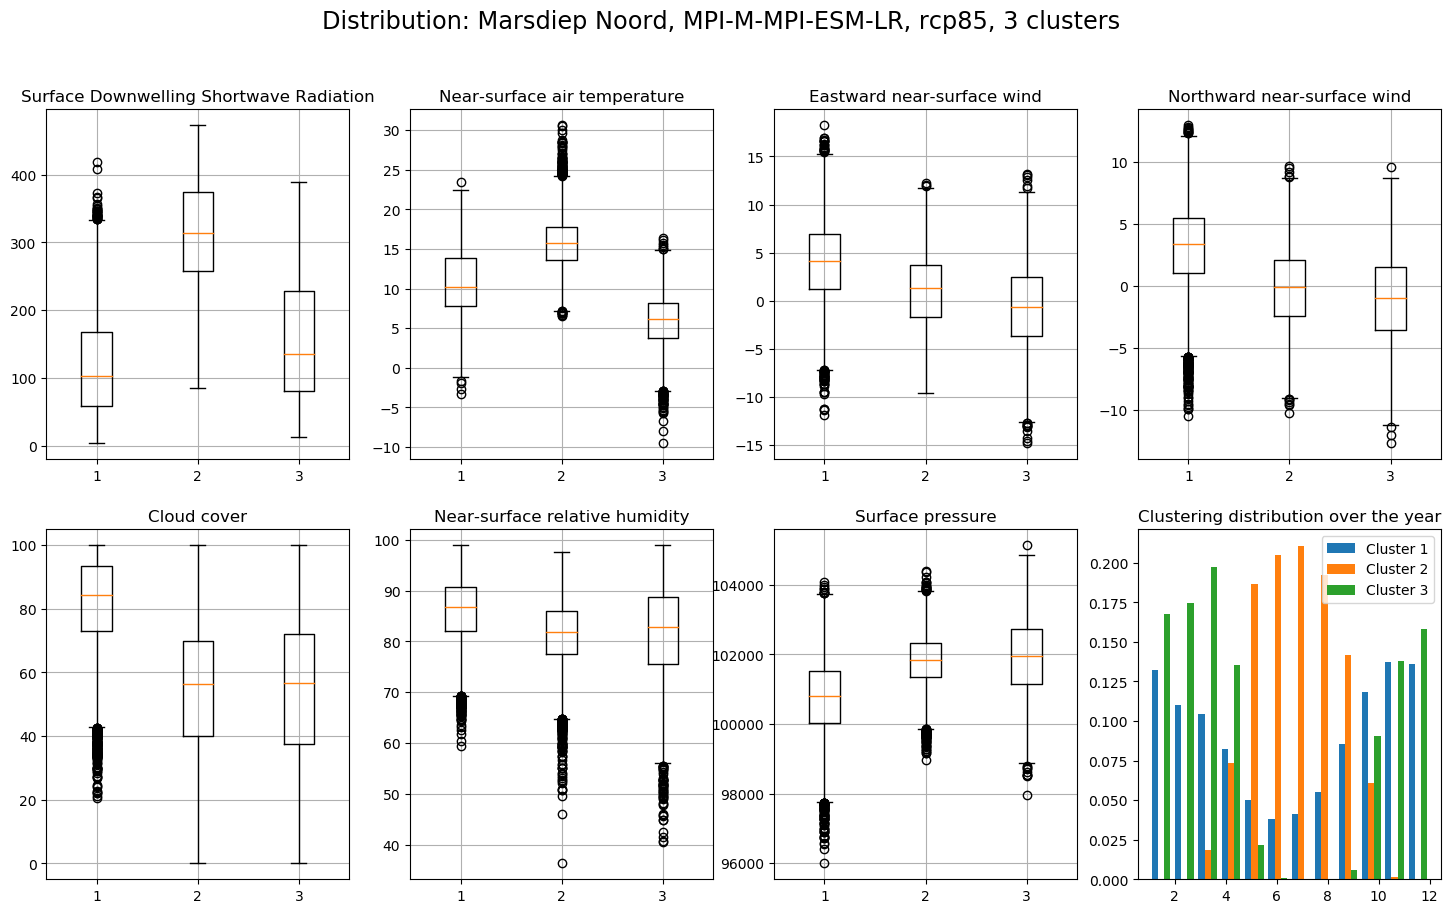 Distribution: Marsdiep Noord, MPI-M-MPI-ESM-LR, rcp85, 3 clusters
Surface Downwelling Shortwave Radiation
400
300
200
100
0
1 2 3
Near-surface air temperature
30
25
20
15
10
5
0
−5
−10
1 2 3
Eastward near-surface wind
15
10
5
0
−5
−10
−15
1 2 3
Northward near-surface wind
10
5
0
−5
−10
1 2 3
Cloud cover
100
80
60
40
20
0
1 2 3
Near-surface relative humidity
100
90
80
70
60
50
40
1 2 3
Surface pressure
104000
102000
100000
98000
96000
1 2 3
Clustering distribution over the year
Cluster 1
Cluster 2
Cluster 3
0.200
0.175
0.150
0.125
0.100
0.075
0.050
0.025
0.000
2 4 6 8 10 12